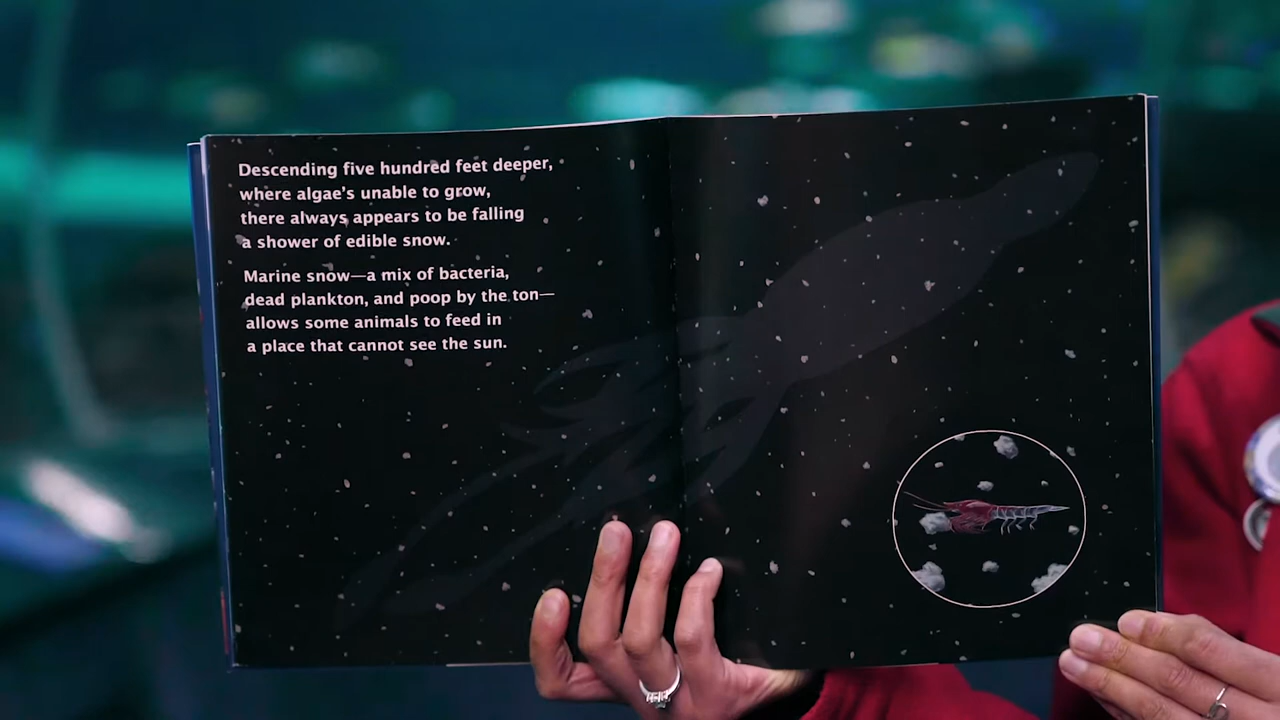 Descending five hundred feet deeper,
where algae's unable to grow,
there always appears to be falling
a shower of edible snow.
Marine snow—a mix of bacteria,
dead plankton, and poop by the ton—
allows some animals to feed in
a place that cannot see the sun.